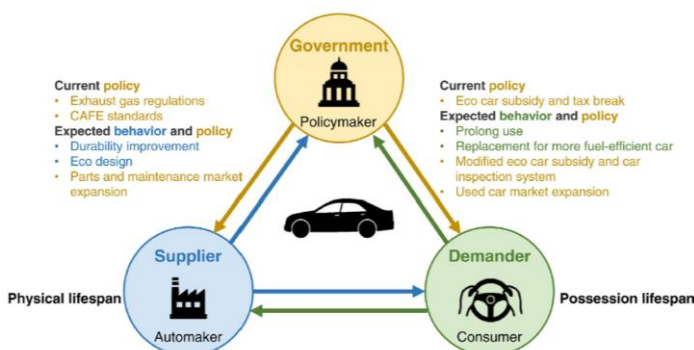 Government
Policymaker
Current policy
• Exhaust gas regulations
• CAFE standards
Expected behavior and policy
• Durability improvement
• Eco design
• Parts and maintenance market
expansion
Current policy
• Eco car subsidy and tax break
Expected behavior and policy
• Prolong use
• Replacement for more fuel-efficient car
• Modified eco car subsidy and car
inspection system
• Used car market expansion
Physical lifespan
Supplier
Automaker
Demander
Consumer
Possession lifespan